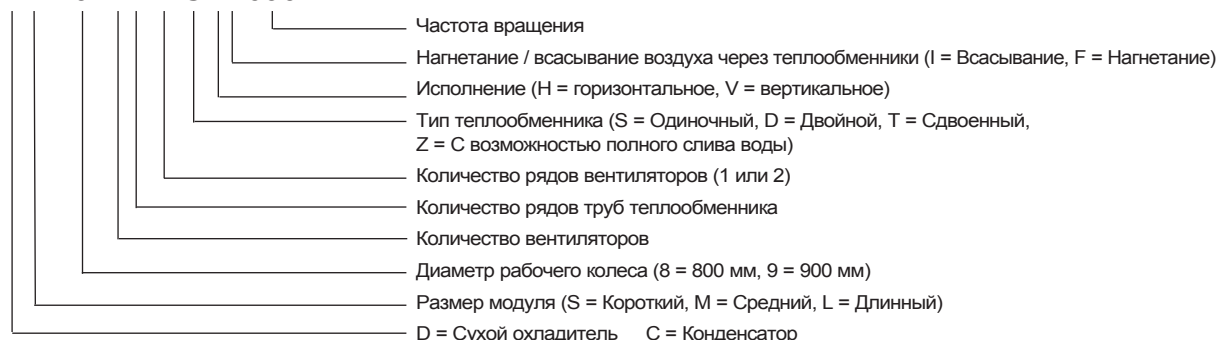 Частота вращения
Нагнетание / всасывание воздуха через теплообменники (I = Всасывание, F = Нагнетание)
Исполнение (H = горизонтальное, V = вертикальное)
Тип теплообменника (S = Одиночный, D = Двойной, T = Сдвоенный,
Z = С возможностью полного слива воды)
Количество рядов вентиляторов (1 или 2)
Количество рядов труб теплообменника
Количество вентиляторов
Диаметр рабочего колеса (8 = 800 мм, 9 = 900 мм)
Размер модуля (S = Короткий, M = Средний, L = Длинный)
D = Сухой охладитель C = Конденсатор